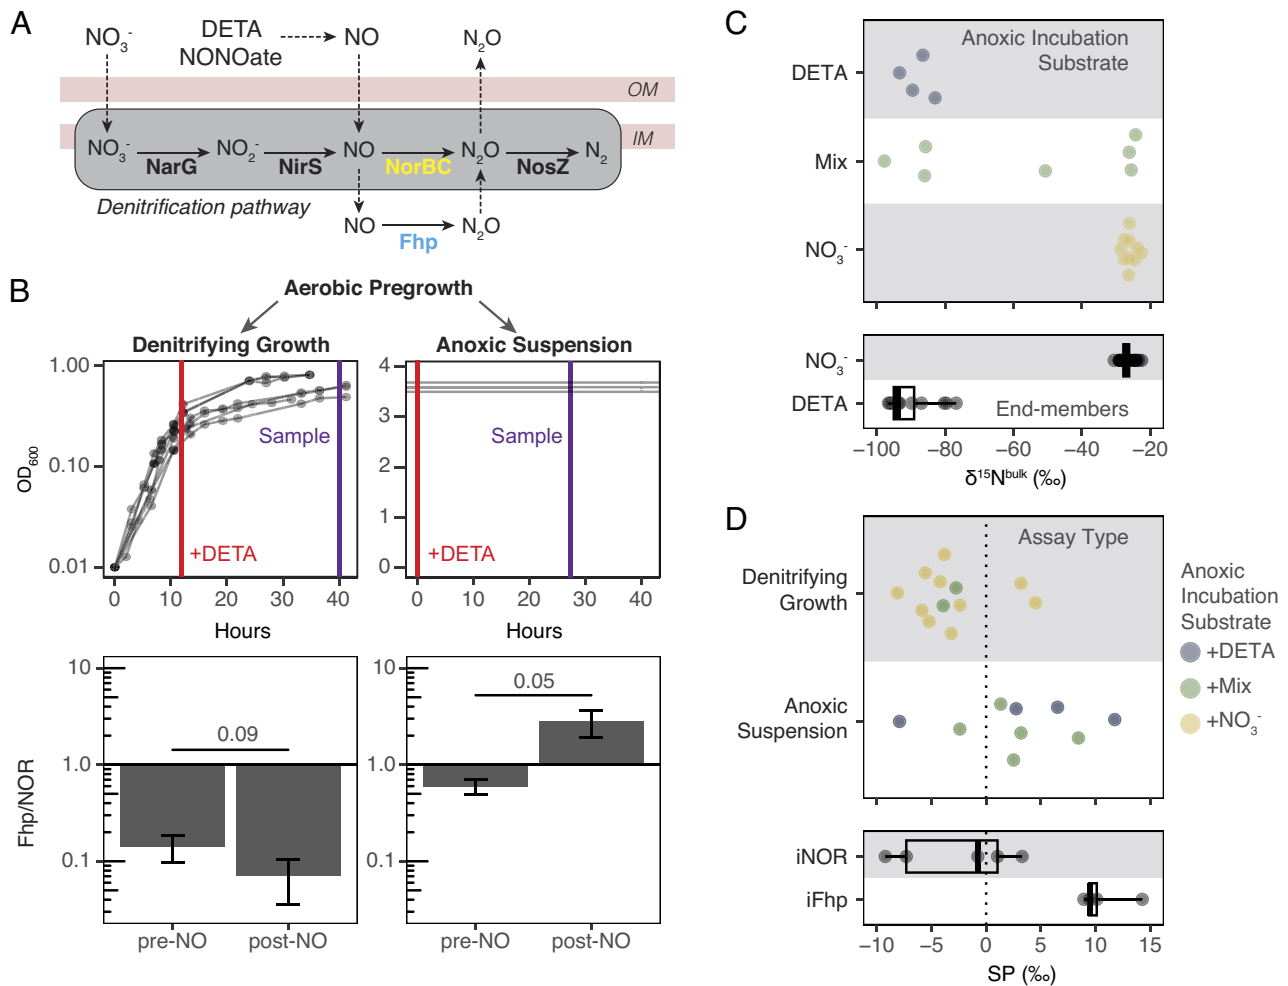 A
NO₃⁻
DETA
NONOate
NO
N₂O
OM
IM
NO₃⁻
NO₂⁻
NO
N₂O
N₂
NarG
NirS
NorBC
NosZ
Denitrification pathway
NO
N₂O
Fhp
B
Aerobic Pregrowth
Denitrifying Growth
Anoxic Suspension
1.00
0.10
0.01
OD₆₀₀
Sample
+DETA
0 10 20 30 40
Hours
4
3
2
1
0
Sample
+DETA
0 10 20 30 40
Hours
10
1.0
0.1
Fhp/NOR
0.09
pre-NO post-NO
10
1.0
0.1
0.05
pre-NO post-NO
C
Anoxic Incubation
Substrate
DETA
Mix
NO₃⁻
NO₃⁻
DETA
End-members
−100 −80 −60 −40 −20
δ¹⁵Nᵇᵘˡᵏ (‰)
D
Assay Type
Denitrifying
Growth
Anoxic
Suspension
iNOR
iFhp
−10 −5 0 5 10 15
SP (‰)
Anoxic
Incubation
Substrate
+DETA
+Mix
+NO₃⁻